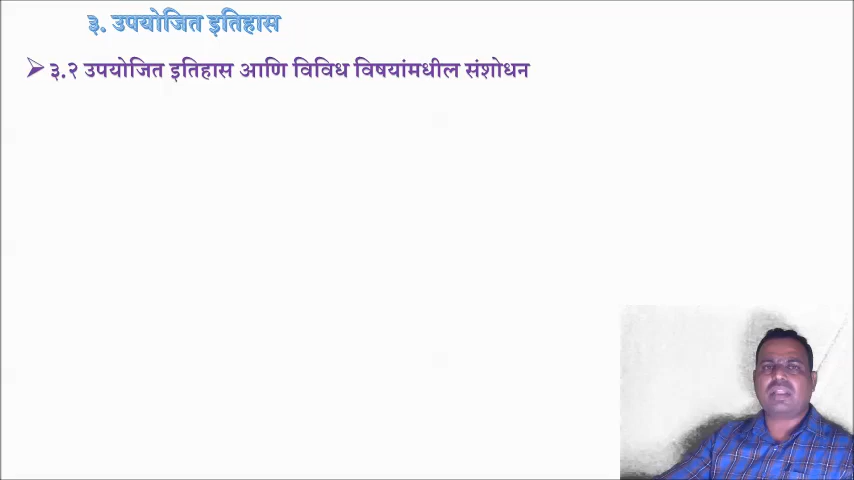 ३. उपयोजित इतिहास
३.२ उपयोजित इतिहास आणि विविध विषयांमधील संशोधन